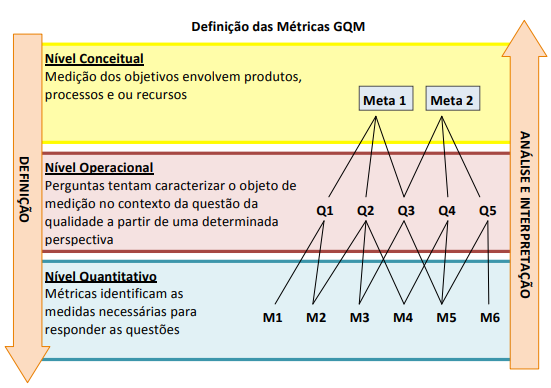 Definição das Métricas GQM
Nível Conceitual
Medição dos objetivos envolvem produtos,
processos e ou recursos
Meta 1 Meta 2
Nível Operacional
Perguntas tentam caracterizar o objeto de
medição no contexto da questão da
qualidade a partir de uma determinada
perspectiva
Q1 Q2 Q3 Q4 Q5
Nível Quantitativo
Métricas identificam as
medidas necessárias para
responder as questões
M1 M2 M3 M4 M5 M6
DEFINIÇÃO
ANÁLISE E INTERPRETAÇÃO